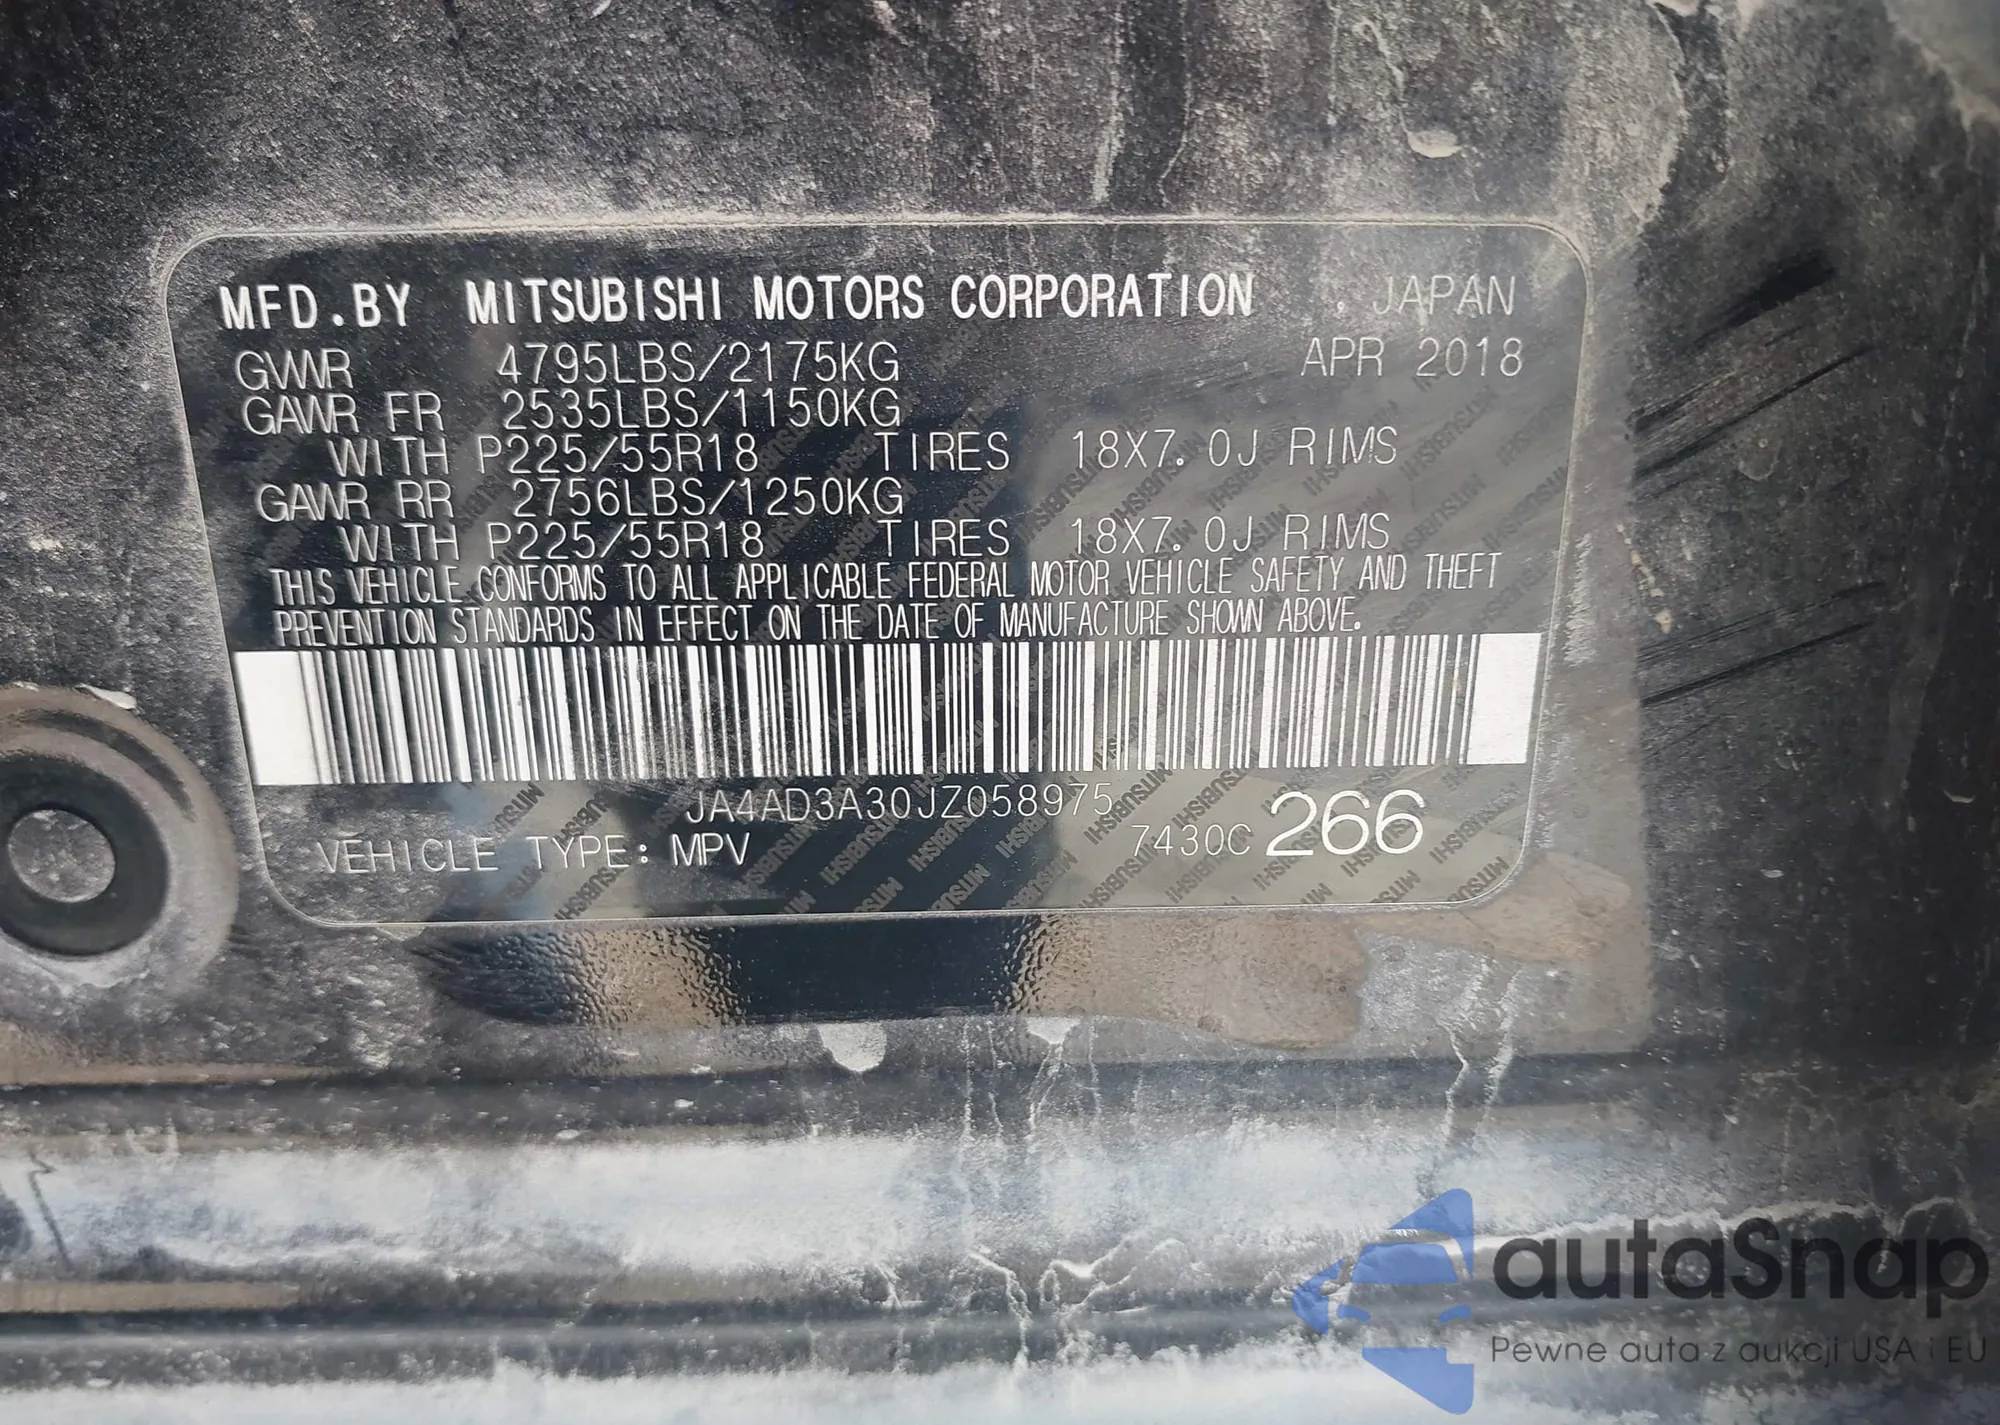 MFD.BY MITSUBISHI MOTORS CORPORATION , JAPAN
GVWR 4795LBS/2175KG APR 2018
GAWR FR 2535LBS/1150KG
WITH P225/55R18 TIRES 18X7.0J RIMS
GAWR RR 2756LBS/1250KG
WITH P225/55R18 TIRES 18X7.0J RIMS
THIS VEHICLE CONFORMS TO ALL APPLICABLE FEDERAL MOTOR VEHICLE SAFETY AND THEFT
PREVENTION STANDARDS IN EFFECT ON THE DATE OF MANUFACTURE SHOWN ABOVE.
JA4AD3A30JZ058975
VEHICLE TYPE: MPV 7430C 266
autaSnap
Pewne auta z aukcji USA i EU